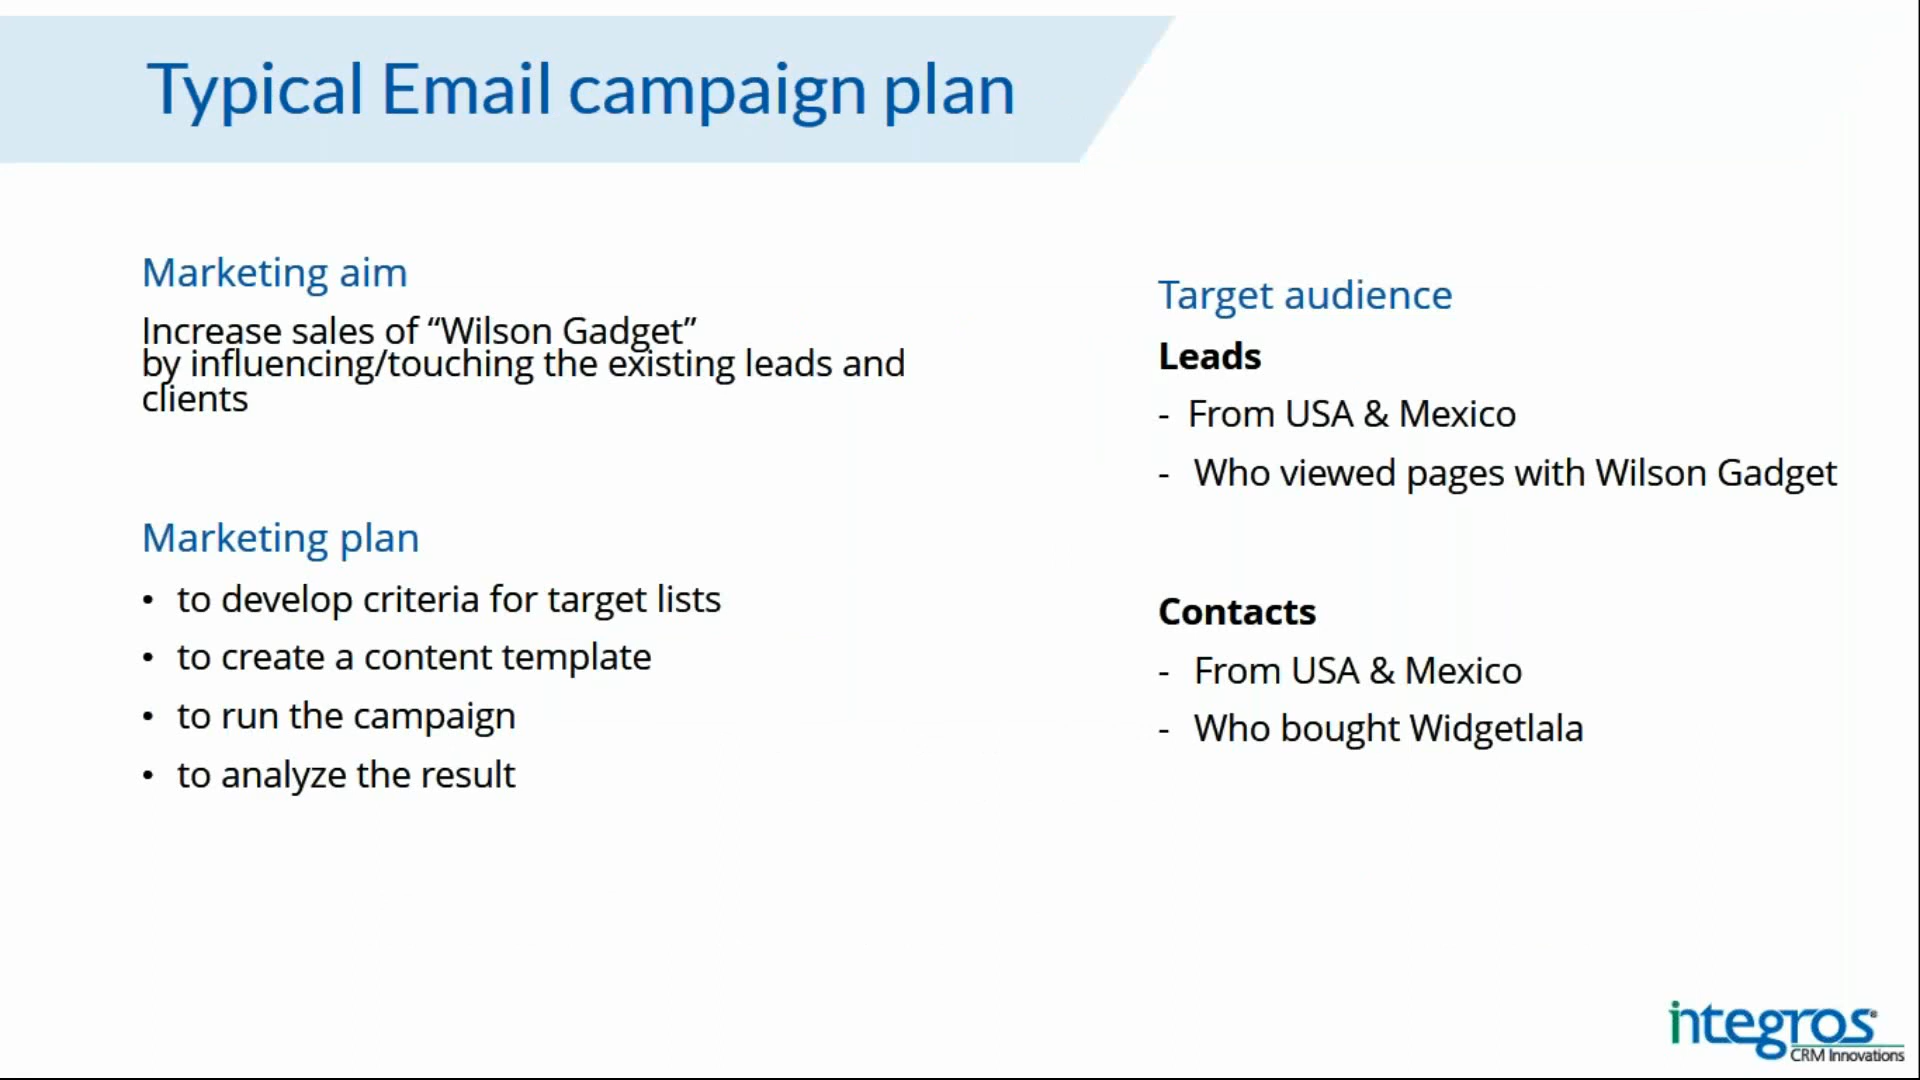 Typical Email campaign plan
Marketing aim
Increase sales of “Wilson Gadget”
by influencing/touching the existing leads and
clients
Marketing plan
• to develop criteria for target lists
• to create a content template
• to run the campaign
• to analyze the result
Target audience
Leads
- From USA & Mexico
- Who viewed pages with Wilson Gadget
Contacts
- From USA & Mexico
- Who bought Widgetlala
integros®
CRM Innovations